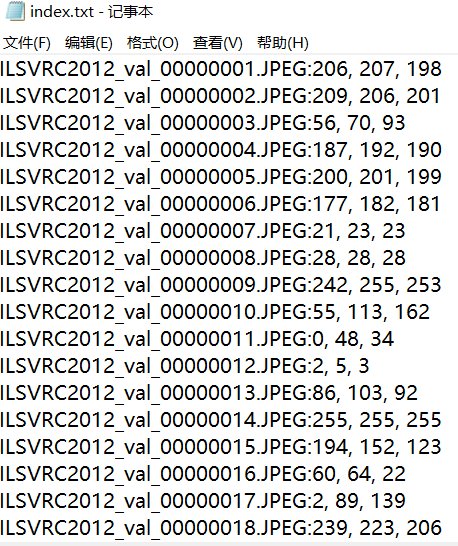 index.txt - 记事本
文件(F) 编辑(E) 格式(O) 查看(V) 帮助(H)
ILSVRC2012_val_00000001.JPEG:206, 207, 198
ILSVRC2012_val_00000002.JPEG:209, 206, 201
ILSVRC2012_val_00000003.JPEG:56, 70, 93
ILSVRC2012_val_00000004.JPEG:187, 192, 190
ILSVRC2012_val_00000005.JPEG:200, 201, 199
ILSVRC2012_val_00000006.JPEG:177, 182, 181
ILSVRC2012_val_00000007.JPEG:21, 23, 23
ILSVRC2012_val_00000008.JPEG:28, 28, 28
ILSVRC2012_val_00000009.JPEG:242, 255, 253
ILSVRC2012_val_00000010.JPEG:55, 113, 162
ILSVRC2012_val_00000011.JPEG:0, 48, 34
ILSVRC2012_val_00000012.JPEG:2, 5, 3
ILSVRC2012_val_00000013.JPEG:86, 103, 92
ILSVRC2012_val_00000014.JPEG:255, 255, 255
ILSVRC2012_val_00000015.JPEG:194, 152, 123
ILSVRC2012_val_00000016.JPEG:60, 64, 22
ILSVRC2012_val_00000017.JPEG:2, 89, 139
ILSVRC2012_val_00000018.JPEG:239, 223, 206